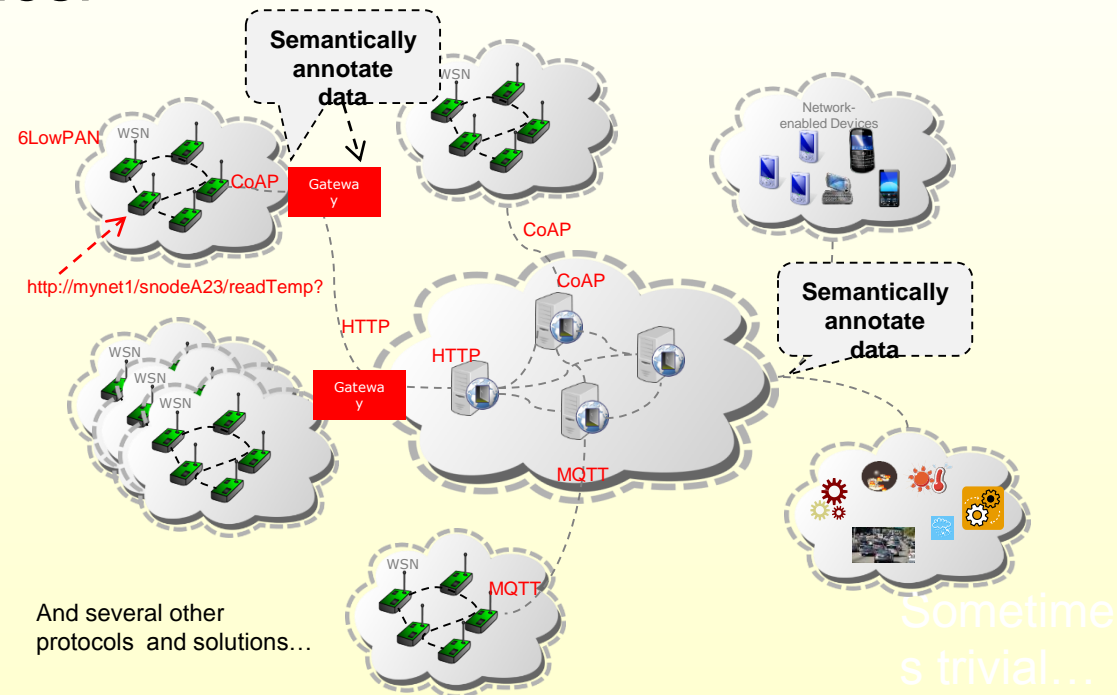 Semantically
annotate
data
WSN
Network-
enabled Devices
6LowPAN
WSN
CoAP
Gatewa
y
CoAP
http://mynet1/snodeA23/readTemp?
CoAP
Semantically
annotate
data
HTTP
HTTP
WSN
WSN
WSN
Gatewa
y
MQTT
WSN
MQTT
And several other
protocols and solutions…
Sometime
s trivial…